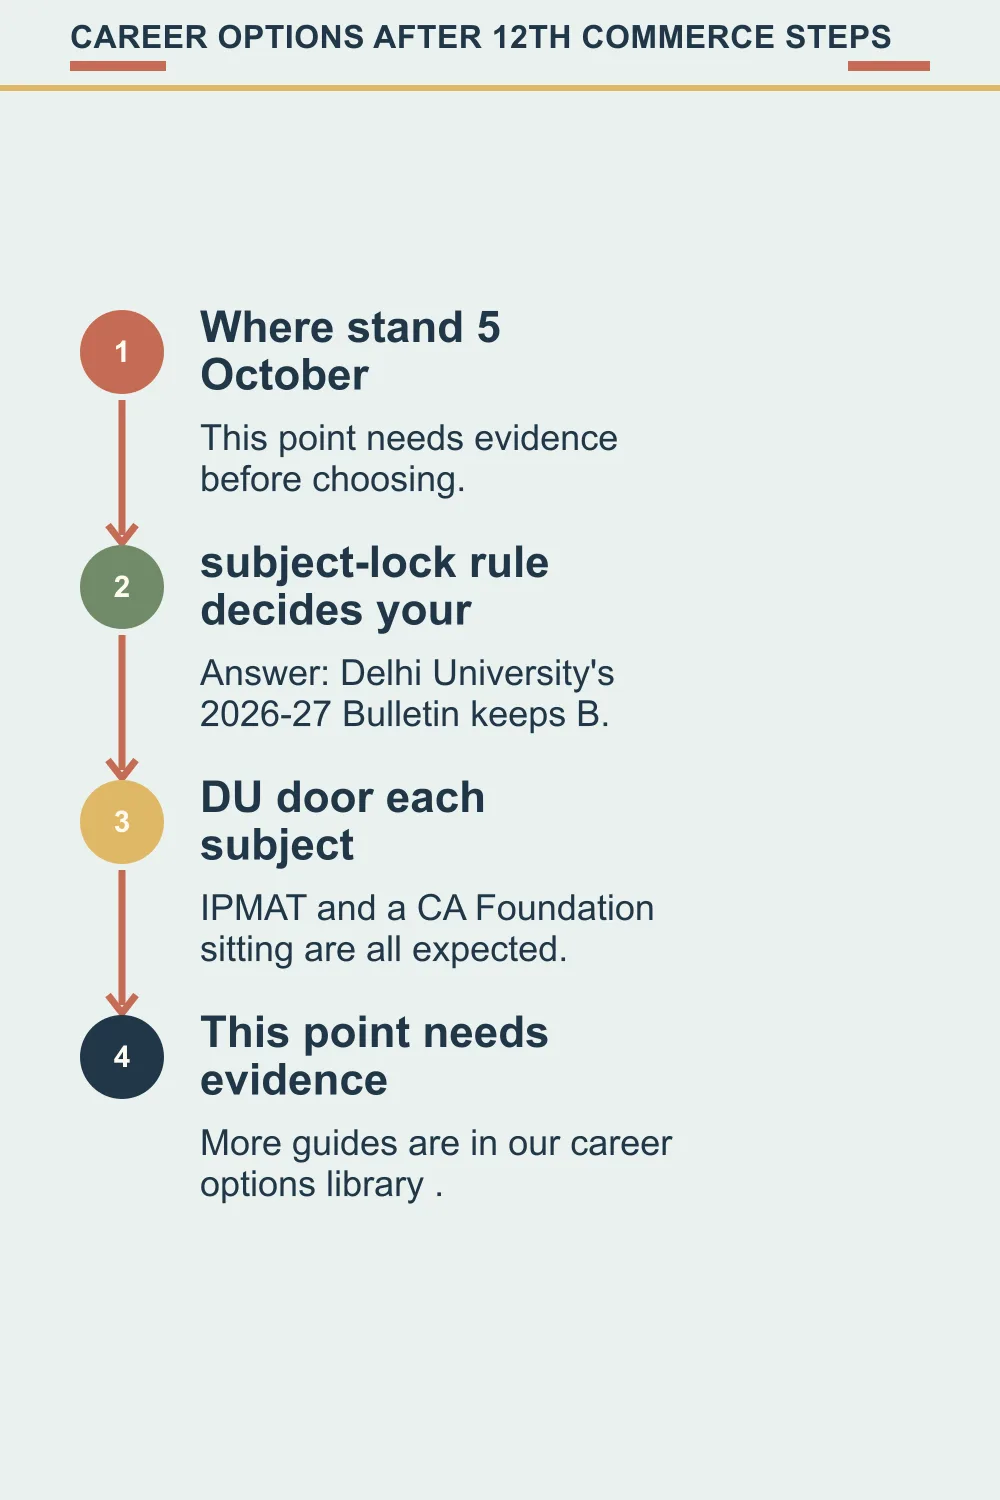 CAREER OPTIONS AFTER 12TH COMMERCE STEPS
1
Where stand 5
October
This point needs evidence
before choosing.
2
subject-lock rule
decides your
Answer: Delhi University's
2026-27 Bulletin keeps B.
3
DU door each
subject
IPMAT and a CA Foundation
sitting are all expected.
4
This point needs
evidence
More guides are in our career
options library .